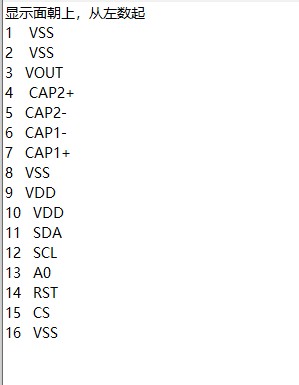 显示面朝上，从左数起
1 VSS
2 VSS
3 VOUT
4 CAP2+
5 CAP2-
6 CAP1-
7 CAP1+
8 VSS
9 VDD
10 VDD
11 SDA
12 SCL
13 A0
14 RST
15 CS
16 VSS